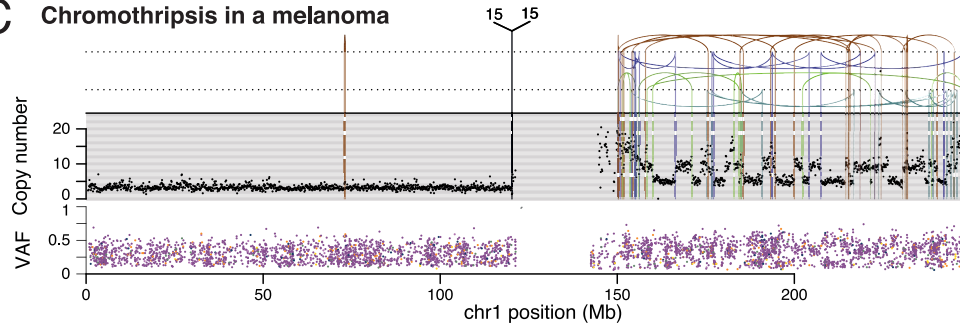 C Chromothripsis in a melanoma
15 15
Copy number
20
10
0
VAF
1
0.5
0
0 50 100 150 200
chr1 position (Mb)